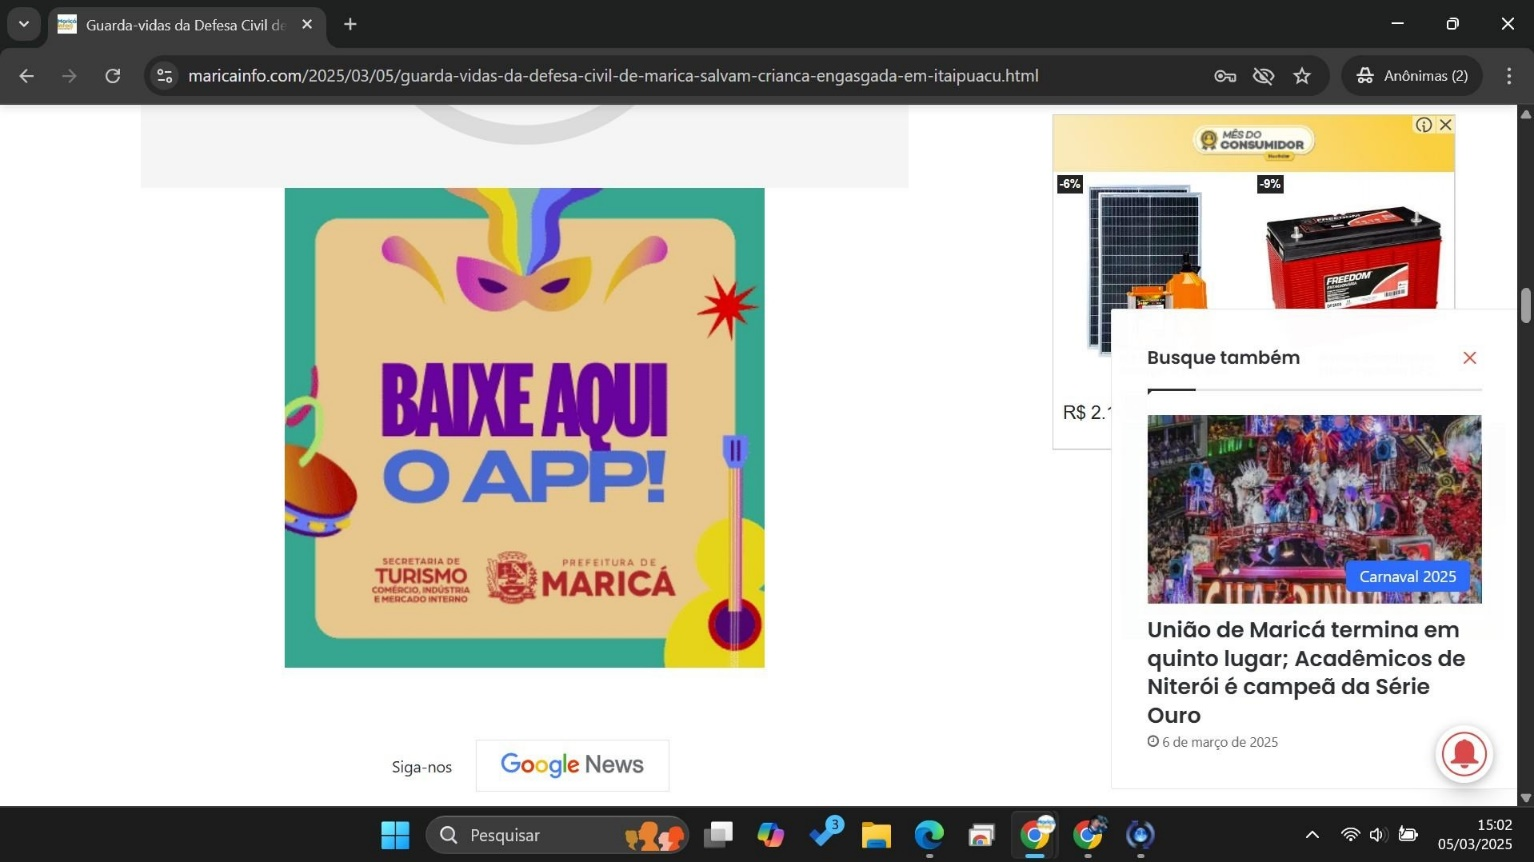 Guarda-vidas da Defesa Civil de
maricainfo.com/2025/03/05/guarda-vidas-da-defesa-civil-de-marica-salvam-crianca-engasgada-em-itaipuacu.html
Anônimas (2)
BAIXE AQUI
O APP!
SECRETARIA DE
TURISMO
COMÉRCIO, INDÚSTRIA
E MERCADO INTERNO
PREFEITURA DE
MARICÁ
Siga-nos
Google News
MÊS DO
CONSUMIDOR
-6%
-9%
FREEDOM
R$ 2.1
Busque também
Carnaval 2025
União de Maricá termina em
quinto lugar; Acadêmicos de
Niterói é campeã da Série
Ouro
6 de março de 2025
Pesquisar
3
15:02
05/03/2025